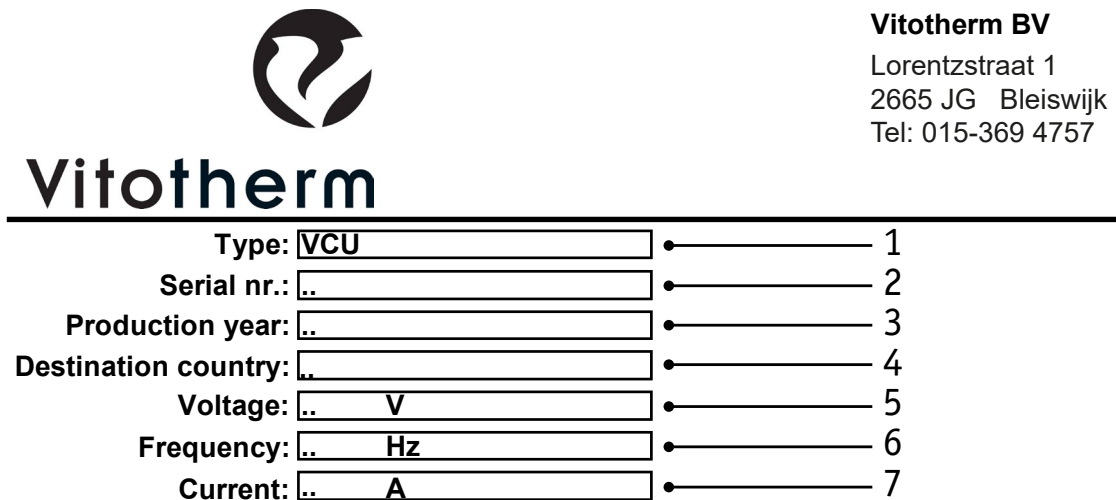 Vitotherm
Vitotherm BV
Lorentzstraat 1
2665 JG Bleiswijk
Tel: 015-369 4757
Type: VCU 1
Serial nr.: .. 2
Production year: .. 3
Destination country: .. 4
Voltage: .. V 5
Frequency: .. Hz 6
Current: .. A 7